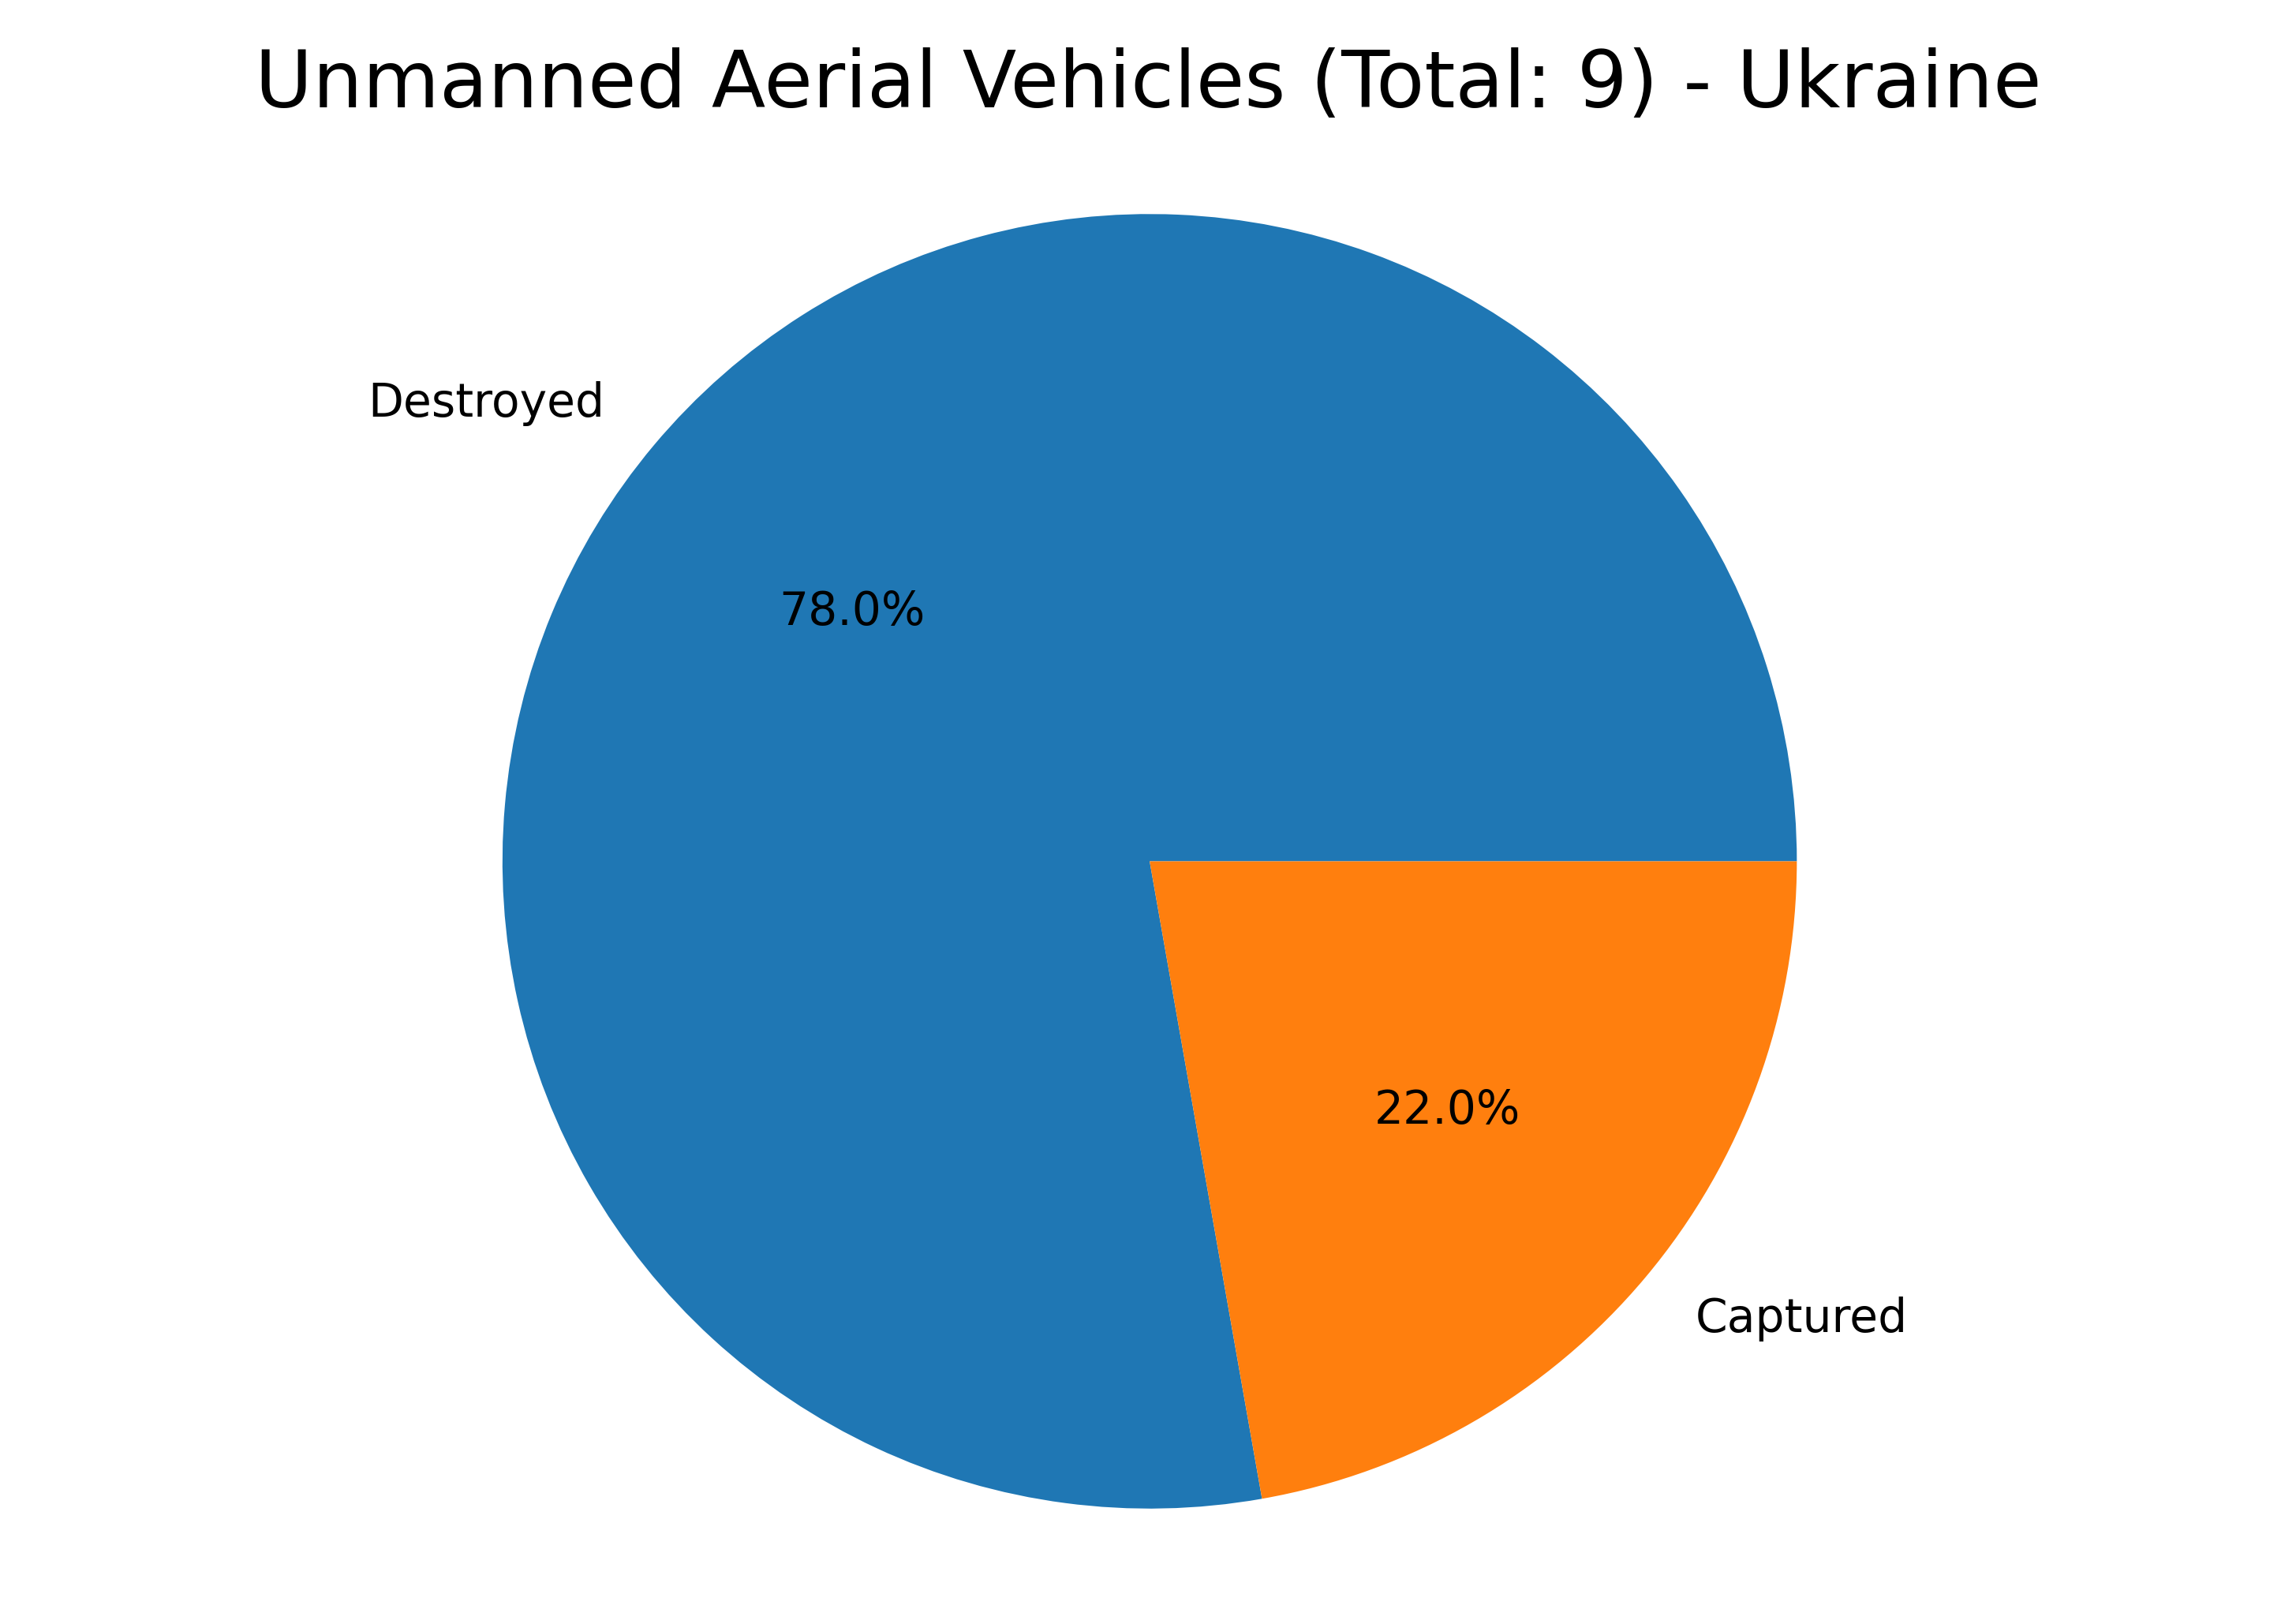 Unmanned Aerial Vehicles (Total: 9) - Ukraine
Destroyed
78.0%
22.0%
Captured